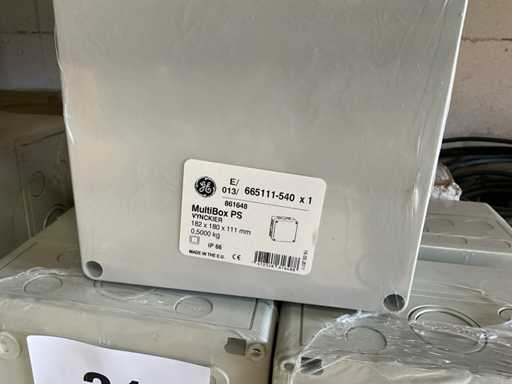 E/
013/ 665111-540 x 1
861648
MultiBox PS
VYNCKIER
182 x 180 x 111 mm
0,5000 kg
IP 66
MADE IN THE E.U. CE